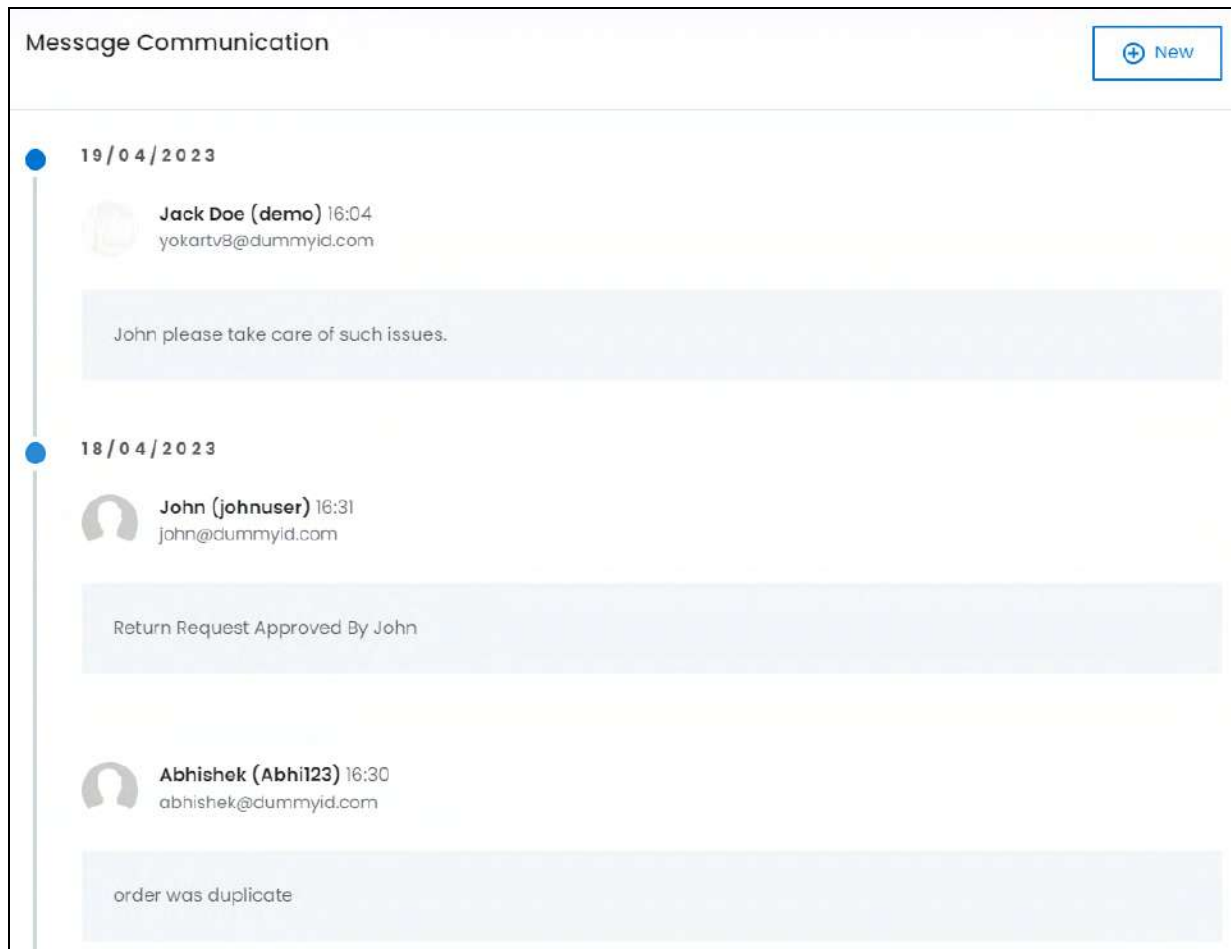 Message Communication
New
19/04/2023
Jack Doe (demo) 16:04
yokartv8@dummyid.com
John please take care of such issues.
18/04/2023
John (johnuser) 16:31
john@dummyid.com
Return Request Approved By John
Abhishek (Abhi123) 16:30
abhishek@dummyid.com
order was duplicate